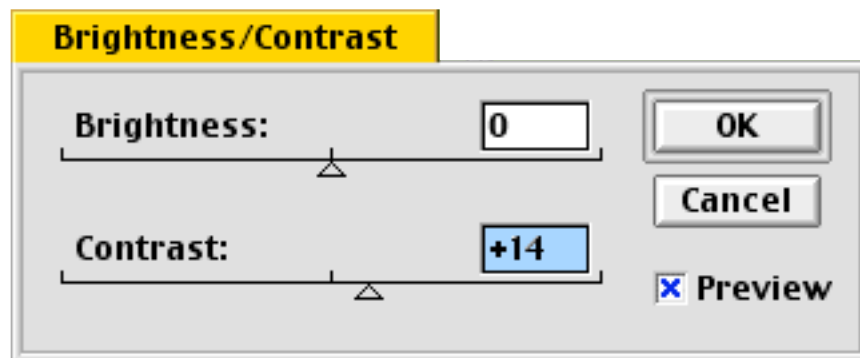 Brightness/Contrast
Brightness: 0
OK
Cancel
Contrast: +14
Preview